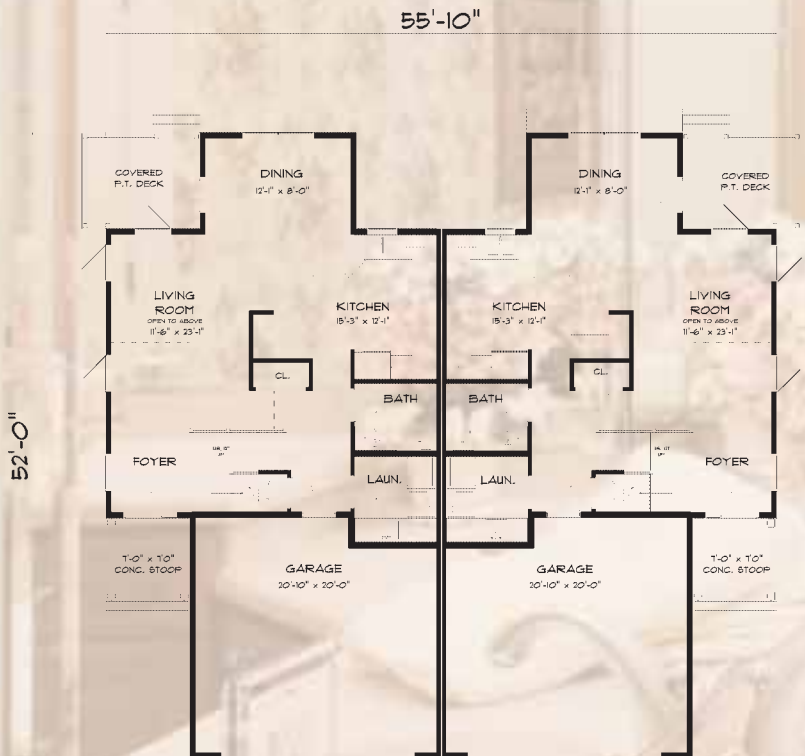 55'-10"
DINING
12'-1" x 8'-0"
COVERED
P.T. DECK
DINING
12'-1" x 8'-0"
COVERED
P.T. DECK
LIVING
ROOM
OPEN TO ABOVE
11'-6" x 23'-1"
KITCHEN
15'-3" x 12'-1"
KITCHEN
15'-3" x 12'-1"
LIVING
ROOM
OPEN TO ABOVE
11'-6" x 23'-1"
CL.
CL.
BATH
BATH
52'-0"
FOYER
FOYER
LAUN.
LAUN.
7'-0" x 7'0"
CONC. STOOP
GARAGE
20'-10" x 20'-0"
GARAGE
20'-10" x 20'-0"
7'-0" x 7'0"
CONC. STOOP